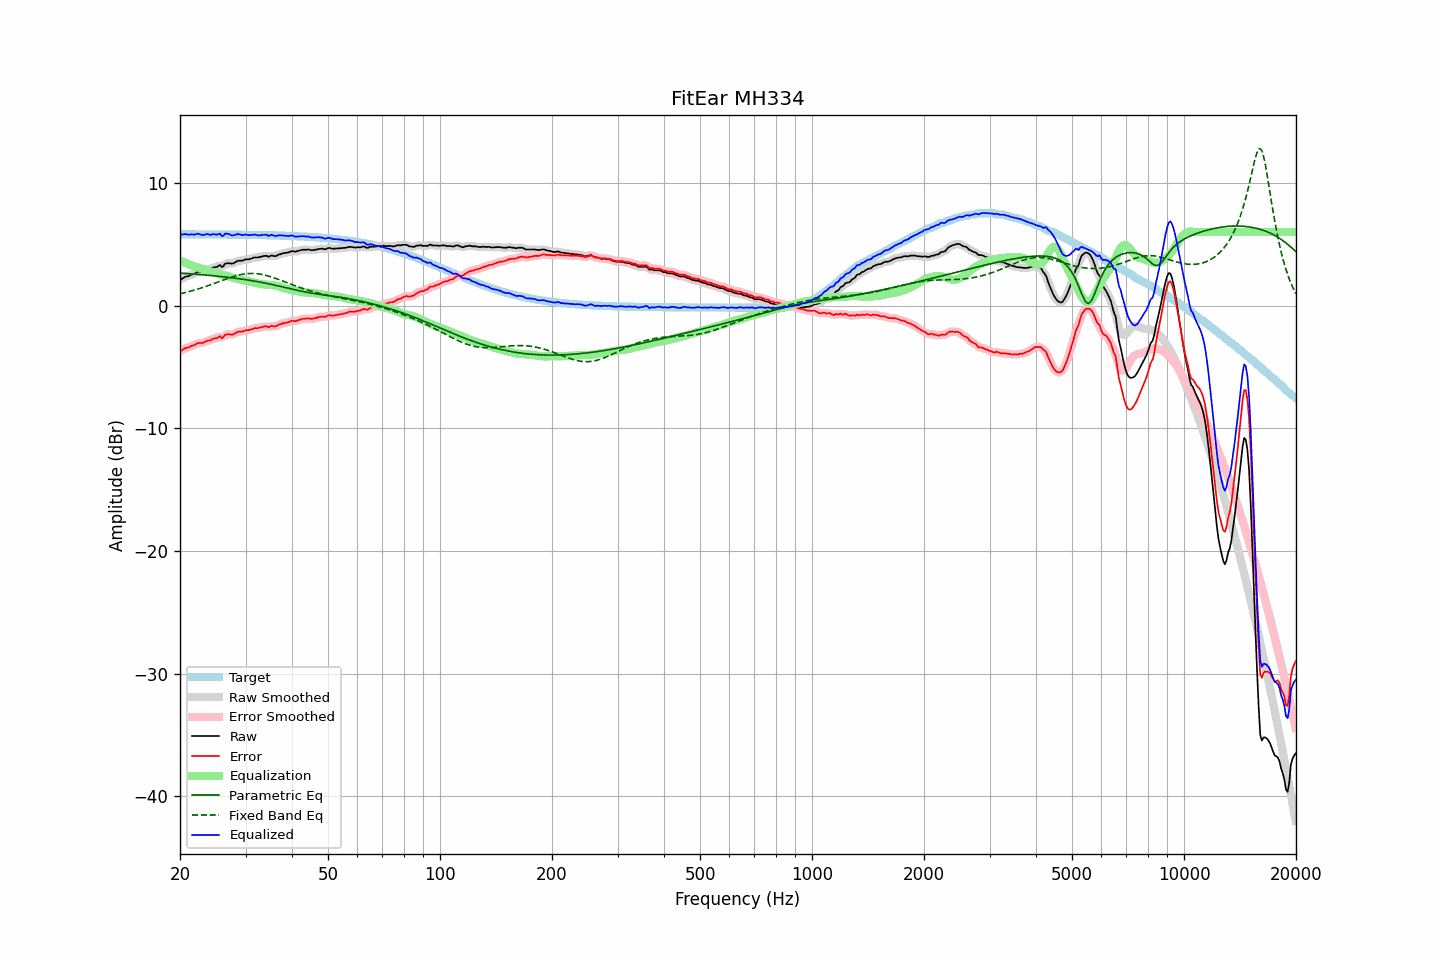 FitEar MH334
10
0
−10
−20
−30
−40
Amplitude (dBr)
Target
Raw Smoothed
Error Smoothed
Raw
Error
Equalization
Parametric Eq
Fixed Band Eq
Equalized
20 50 100 200 500 1000 2000 5000 10000 20000
Frequency (Hz)